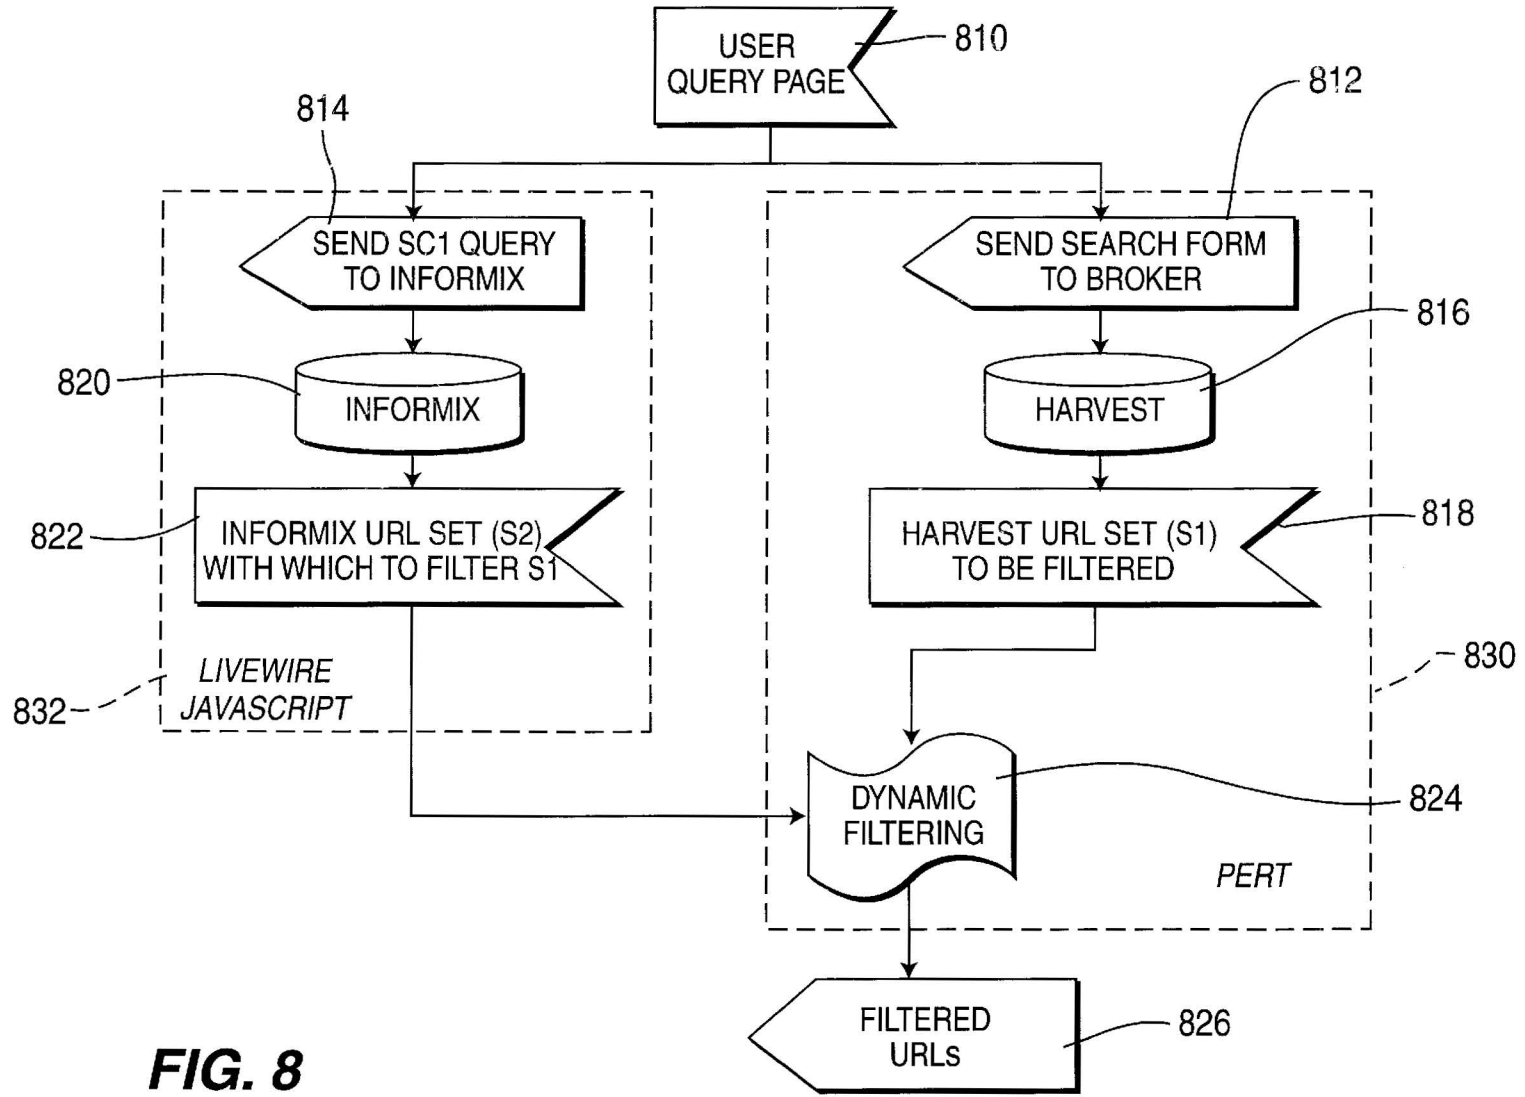 USER
QUERY PAGE
810
812
814
SEND SC1 QUERY
TO INFORMIX
SEND SEARCH FORM
TO BROKER
816
820
INFORMIX
HARVEST
822
INFORMIX URL SET (S2)
WITH WHICH TO FILTER S1
HARVEST URL SET (S1)
TO BE FILTERED
818
LIVEWIRE
JAVASCRIPT
832
830
DYNAMIC
FILTERING
824
PERT
FILTERED
URLs
826
FIG. 8